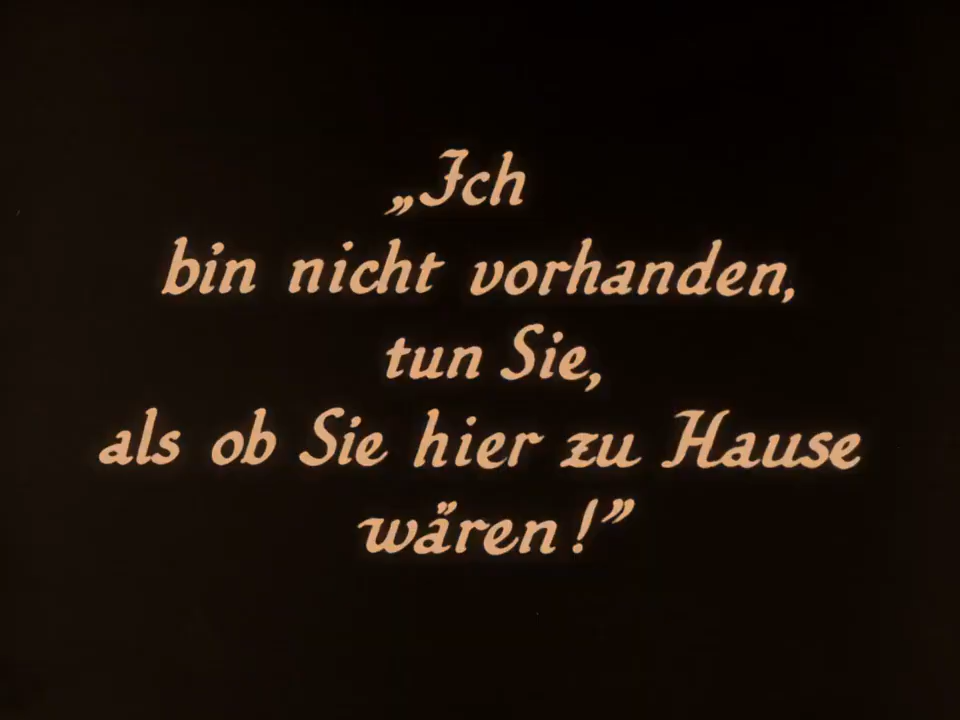 „Ich
bin nicht vorhanden,
tun Sie,
als ob Sie hier zu Hause
wären!”